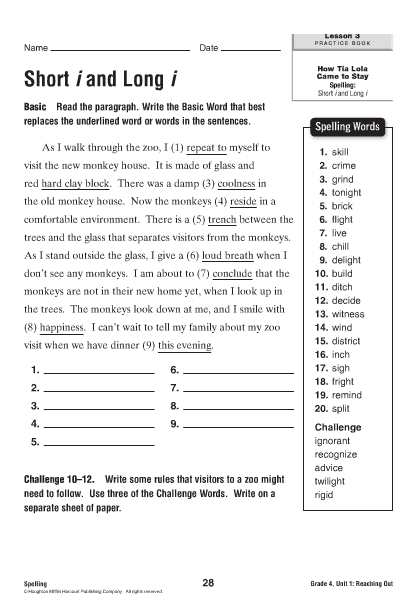 Name Date
Lesson 3
PRACTICE BOOK
How Tía Lola
Came to Stay
Spelling:
Short i and Long i
Short i and Long i
Basic Read the paragraph. Write the Basic Word that best
replaces the underlined word or words in the sentences.
As I walk through the zoo, I (1) repeat to myself to
visit the new monkey house. It is made of glass and
red hard clay block. There was a damp (3) coolness in
the old monkey house. Now the monkeys (4) reside in a
comfortable environment. There is a (5) trench between the
trees and the glass that separates visitors from the monkeys.
As I stand outside the glass, I give a (6) loud breath when I
don't see any monkeys. I am about to (7) conclude that the
monkeys are not in their new home yet, when I look up in
the trees. The monkeys look down at me, and I smile with
(8) happiness. I can't wait to tell my family about my zoo
visit when we have dinner (9) this evening.
1. 6.
2. 7.
3. 8.
4. 9.
5.
Challenge 10–12. Write some rules that visitors to a zoo might
need to follow. Use three of the Challenge Words. Write on a
separate sheet of paper.
Spelling Words
1. skill
2. crime
3. grind
4. tonight
5. brick
6. flight
7. live
8. chill
9. delight
10. build
11. ditch
12. decide
13. witness
14. wind
15. district
16. inch
17. sigh
18. fright
19. remind
20. split
Challenge
ignorant
recognize
advice
twilight
rigid
Spelling 28 Grade 4, Unit 1: Reaching Out
© Houghton Mifflin Harcourt Publishing Company. All rights reserved.